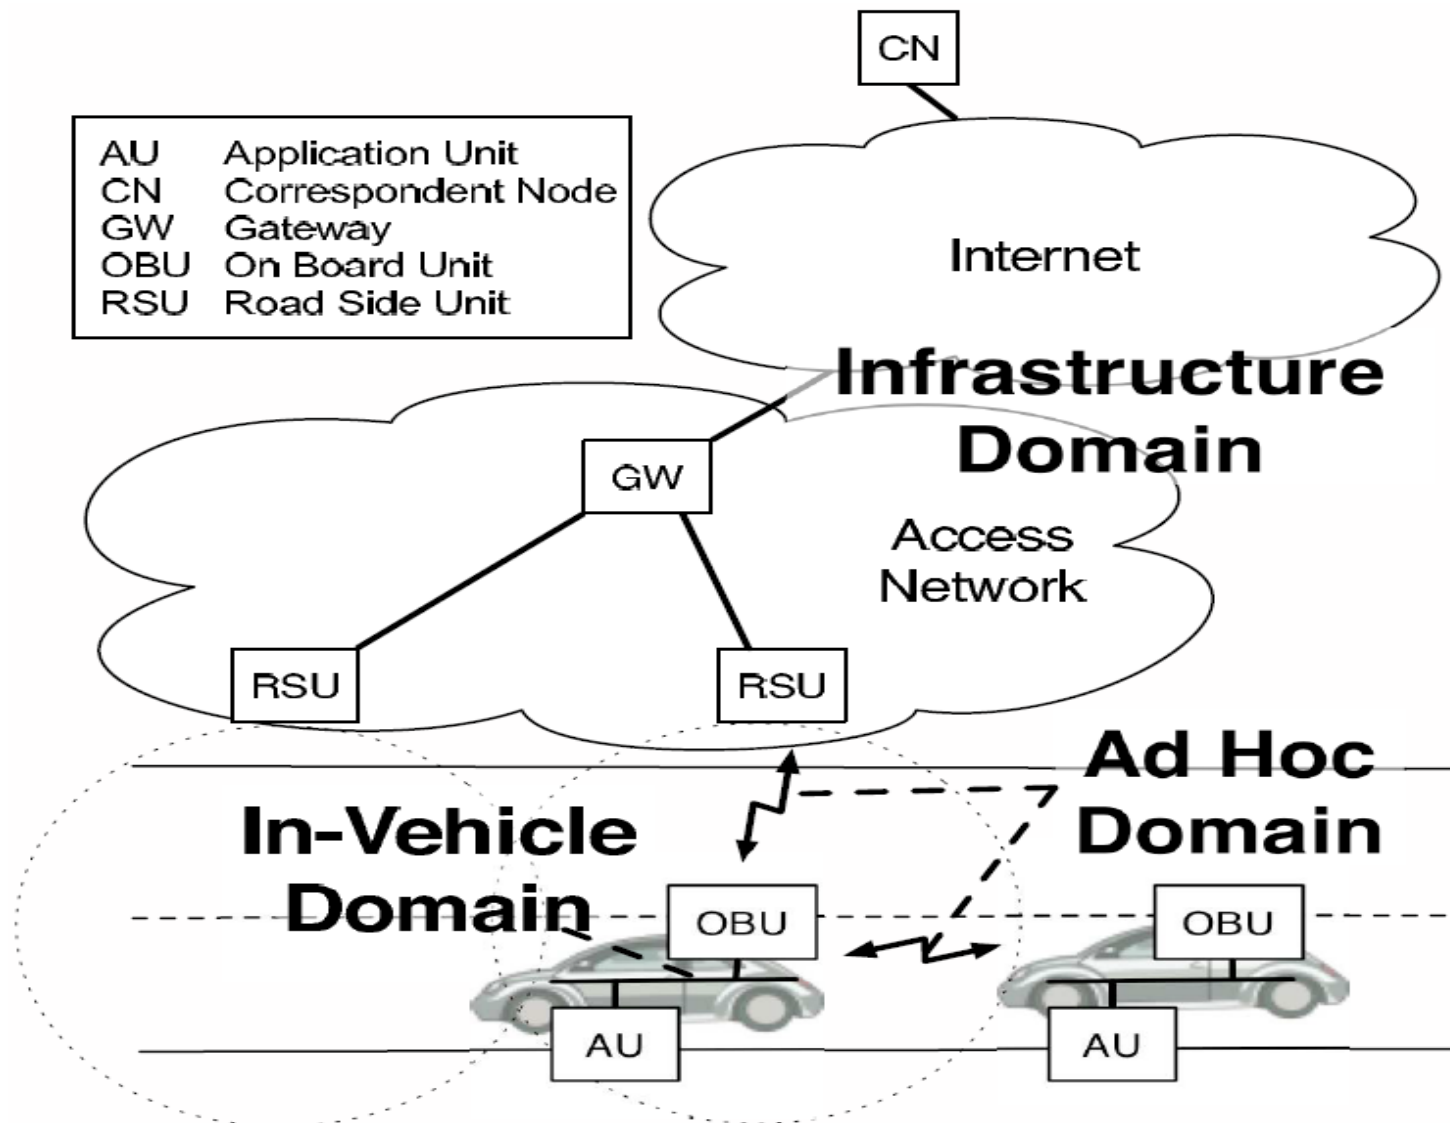 CN
AU Application Unit
CN Correspondent Node
GW Gateway
OBU On Board Unit
RSU Road Side Unit
Internet
Infrastructure
Domain
GW
Access
Network
RSU
RSU
Ad Hoc
Domain
In-Vehicle
Domain
OBU
OBU
AU
AU